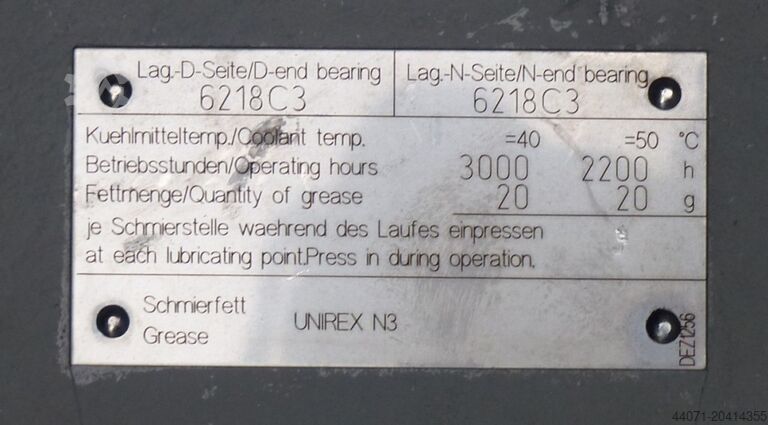 Lag.-D-Seite/D-end bearing
6218C3
Lag.-N-Seite/N-end bearing
6218C3
Kuehlmitteltemp./Coolant temp. =40 =50 °C
Betriebsstunden/Operating hours 3000 2200 h
Fettmenge/Quantity of grease 20 20 g
je Schmierstelle waehrend des Laufes einpressen
at each lubricating point.Press in during operation.
Schmierfett
Grease
UNIREX N3
DEZ1256
44071-20414355